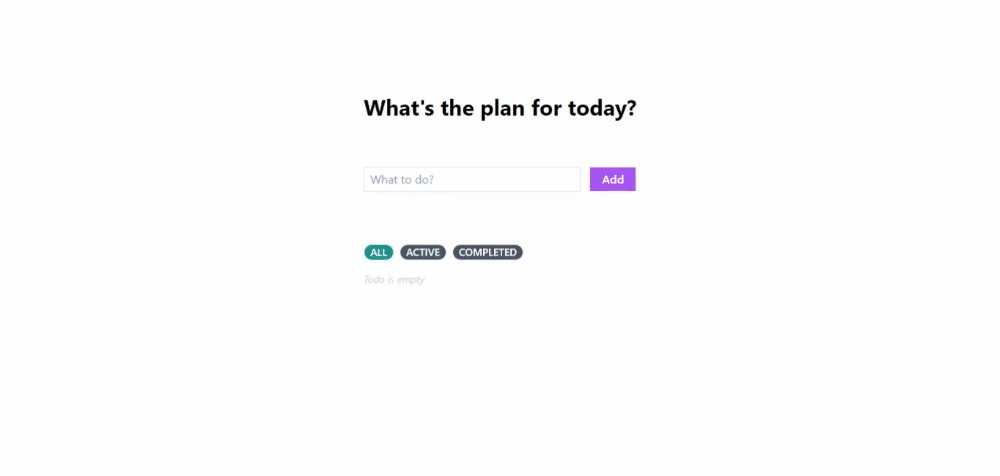 What's the plan for today?
What to do? Add
ALL ACTIVE COMPLETED
Todo is empty